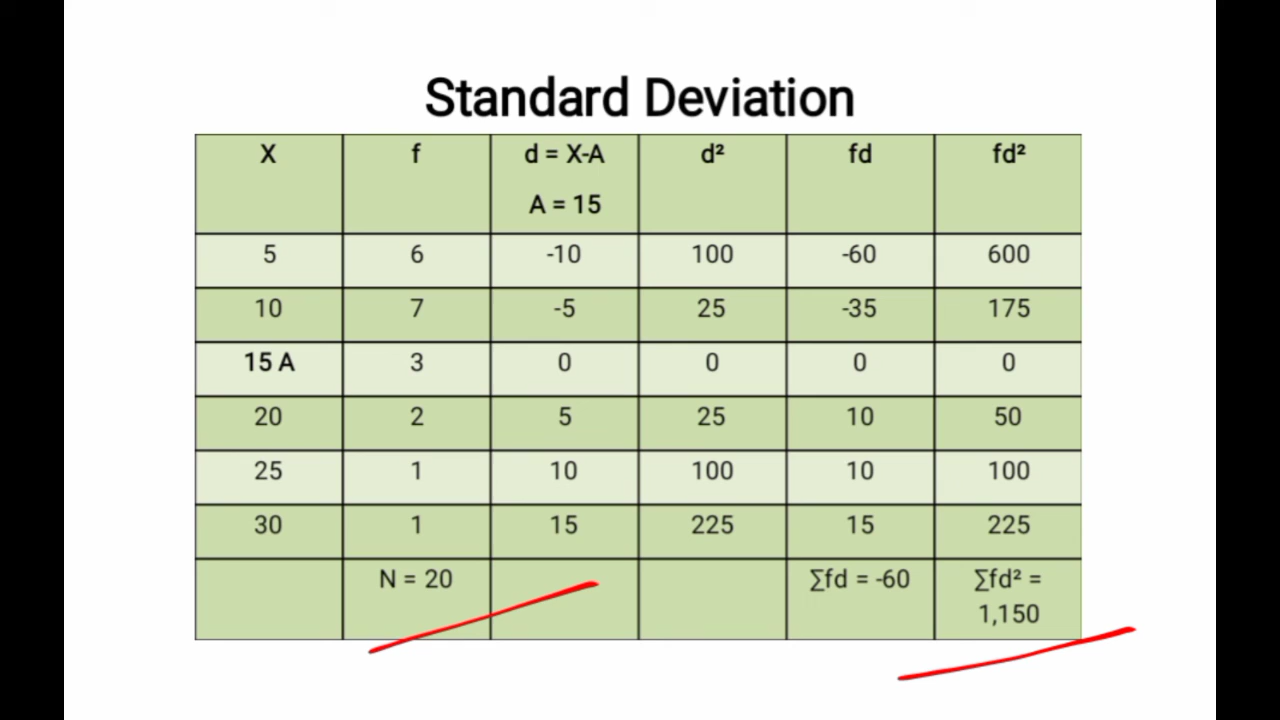 Standard Deviation
X f d = X-A d² fd fd²
A = 15
5 6 -10 100 -60 600
10 7 -5 25 -35 175
15 A 3 0 0 0 0
20 2 5 25 10 50
25 1 10 100 10 100
30 1 15 225 15 225
N = 20 ∑fd = -60 ∑fd² =
1,150